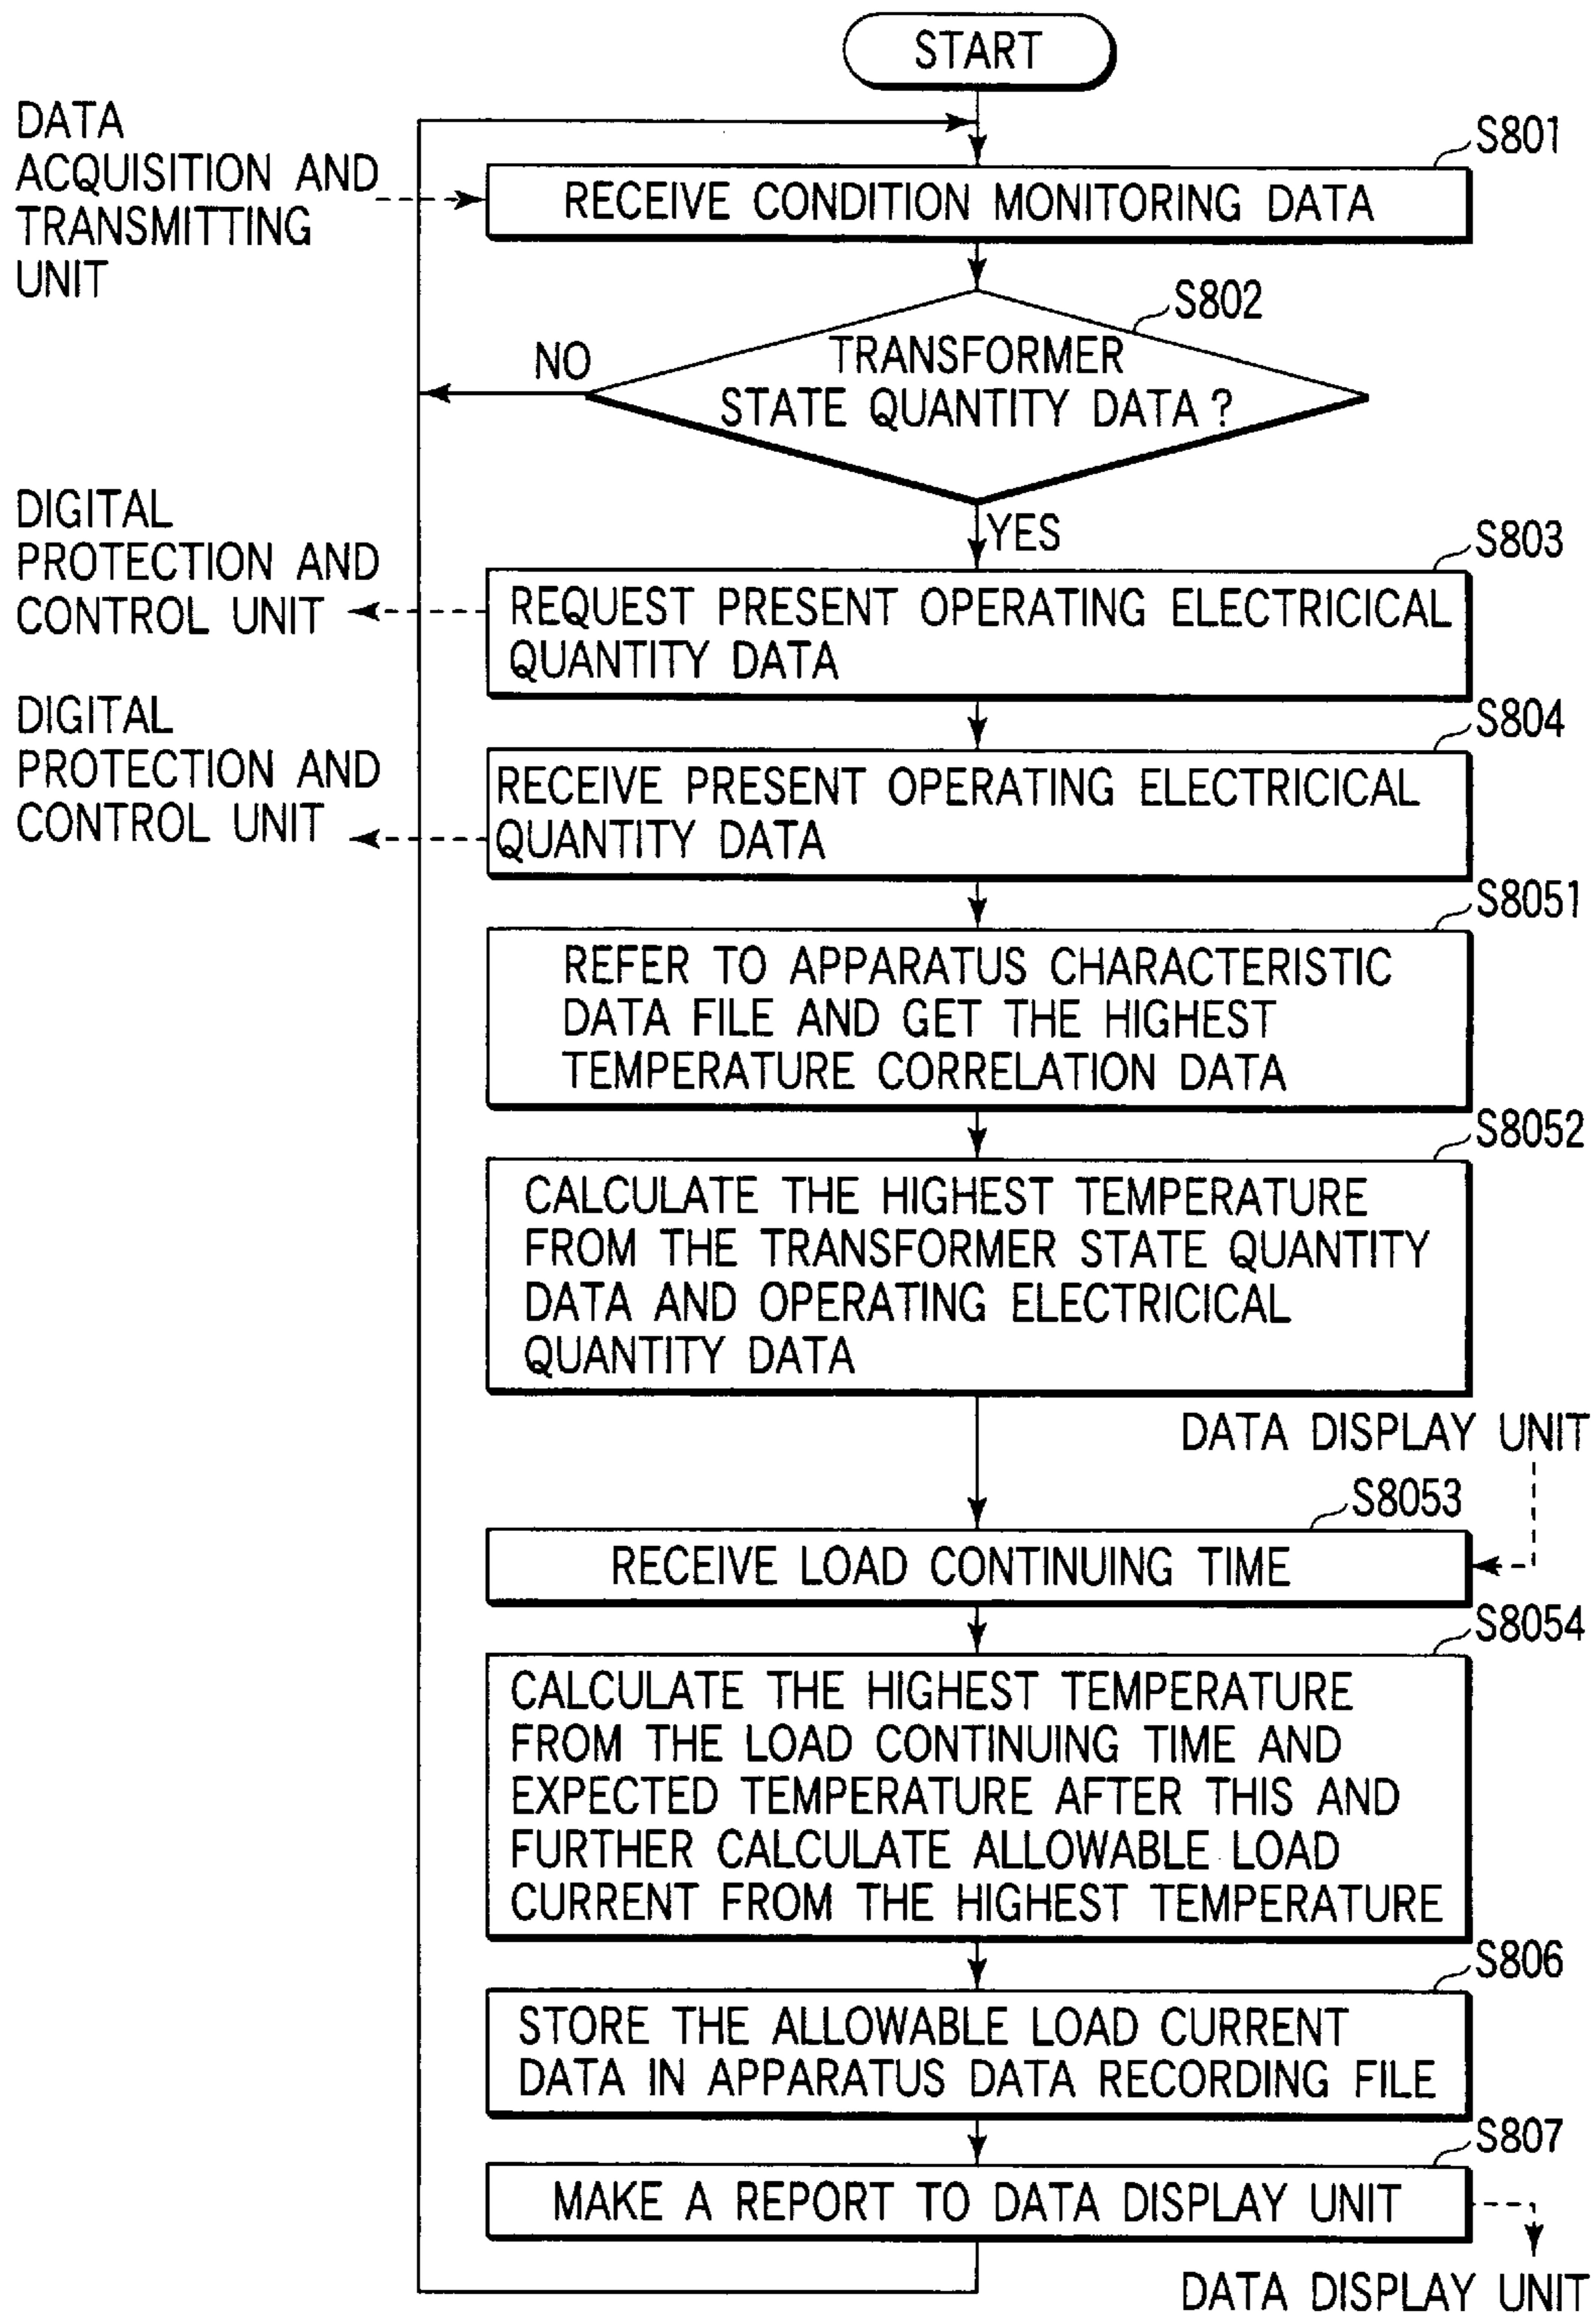 START
DATA
ACQUISITION AND
TRANSMITTING
UNIT
S801
RECEIVE CONDITION MONITORING DATA
S802
NO
TRANSFORMER
STATE QUANTITY DATA ?
YES
DIGITAL
PROTECTION AND
CONTROL UNIT
S803
REQUEST PRESENT OPERATING ELECTRICICAL
QUANTITY DATA
DIGITAL
PROTECTION AND
CONTROL UNIT
S804
RECEIVE PRESENT OPERATING ELECTRICICAL
QUANTITY DATA
S8051
REFER TO APPARATUS CHARACTERISTIC
DATA FILE AND GET THE HIGHEST
TEMPERATURE CORRELATION DATA
S8052
CALCULATE THE HIGHEST TEMPERATURE
FROM THE TRANSFORMER STATE QUANTITY
DATA AND OPERATING ELECTRICICAL
QUANTITY DATA
DATA DISPLAY UNIT
S8053
RECEIVE LOAD CONTINUING TIME
S8054
CALCULATE THE HIGHEST TEMPERATURE
FROM THE LOAD CONTINUING TIME AND
EXPECTED TEMPERATURE AFTER THIS AND
FURTHER CALCULATE ALLOWABLE LOAD
CURRENT FROM THE HIGHEST TEMPERATURE
S806
STORE THE ALLOWABLE LOAD CURRENT
DATA IN APPARATUS DATA RECORDING FILE
S807
MAKE A REPORT TO DATA DISPLAY UNIT
DATA DISPLAY UNIT